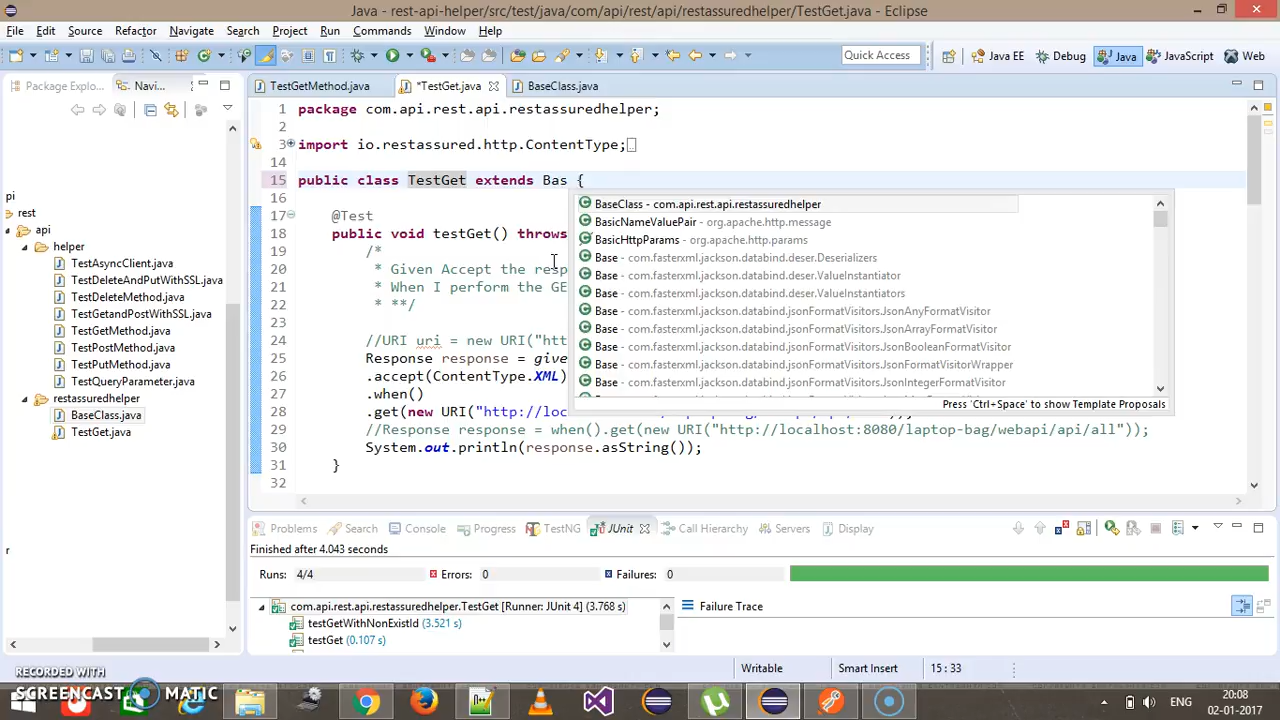 Java - rest-api-helper/src/test/java/com/api/rest/api/restassuredhelper/TestGet.java - Eclipse
File Edit Source Refactor Navigate Search Project Run Commands Window Help
Quick Access
Java EE Debug Java JavaScript Web
Package Explo... Navi...
TestGetMethod.java *TestGet.java BaseClass.java
pi
rest
api
helper
TestAsyncClient.java
TestDeleteAndPutWithSSL.java
TestDeleteMethod.java
TestGetandPostWithSSL.java
TestGetMethod.java
TestPostMethod.java
TestPutMethod.java
TestQueryParameter.java
restassuredhelper
BaseClass.java
TestGet.java
r
1 package com.api.rest.api.restassuredhelper;
2
3 import io.restassured.http.ContentType;
14
15 public class TestGet extends Bas {
16
17 @Test
18 public void testGet() throws
19 /*
20 * Given Accept the resp
21 * When I perform the GE
22 * **/
23
24 //URI uri = new URI("htt
25 Response response = give
26 .accept(ContentType.XML)
27 .when()
28 .get(new URI("http://loc
29 //Response response = when().get(new URI("http://localhost:8080/laptop-bag/webapi/api/all"));
30 System.out.println(response.asString());
31 }
32
BaseClass - com.api.rest.api.restassuredhelper
BasicNameValuePair - org.apache.http.message
BasicHttpParams - org.apache.http.params
Base - com.fasterxml.jackson.databind.deser.Deserializers
Base - com.fasterxml.jackson.databind.deser.ValueInstantiator
Base - com.fasterxml.jackson.databind.deser.ValueInstantiators
Base - com.fasterxml.jackson.databind.jsonFormatVisitors.JsonAnyFormatVisitor
Base - com.fasterxml.jackson.databind.jsonFormatVisitors.JsonArrayFormatVisitor
Base - com.fasterxml.jackson.databind.jsonFormatVisitors.JsonBooleanFormatVisitor
Base - com.fasterxml.jackson.databind.jsonFormatVisitors.JsonFormatVisitorWrapper
Base - com.fasterxml.jackson.databind.jsonFormatVisitors.JsonIntegerFormatVisitor
Press 'Ctrl+Space' to show Template Proposals
Problems Search Console Progress TestNG JUnit Call Hierarchy Servers Display
Finished after 4.043 seconds
Runs: 4/4 Errors: 0 Failures: 0
com.api.rest.api.restassuredhelper.TestGet [Runner: JUnit 4] (3.768 s)
testGetWithNonExistId (3.521 s)
testGet (0.107 s)
Failure Trace
Writable Smart Insert 15 : 33
RECORDED WITH
SCREENCAST MATIC
ENG
20:08
02-01-2017